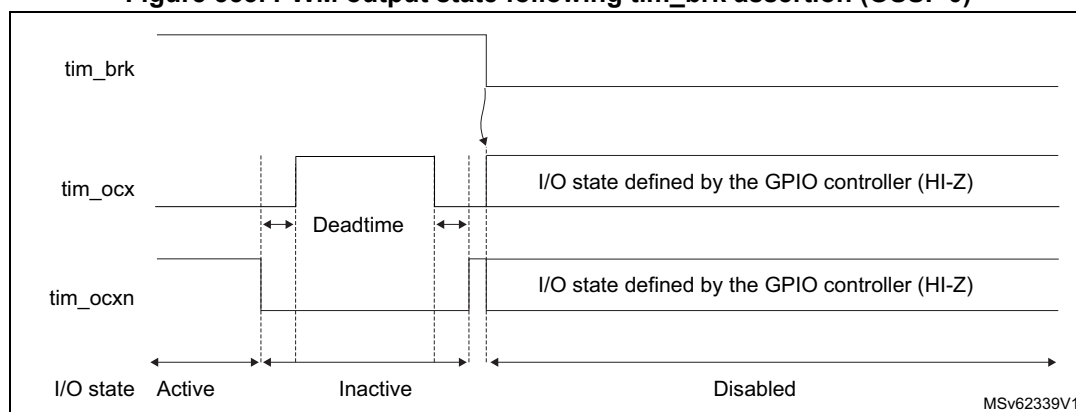 Figure PWM output state following tim_brk assertion (OSSI=0)
tim_brk
tim_ocx
I/O state defined by the GPIO controller (HI-Z)
Deadtime
tim_ocxn
I/O state defined by the GPIO controller (HI-Z)
I/O state Active Inactive Disabled
MSv62339V1